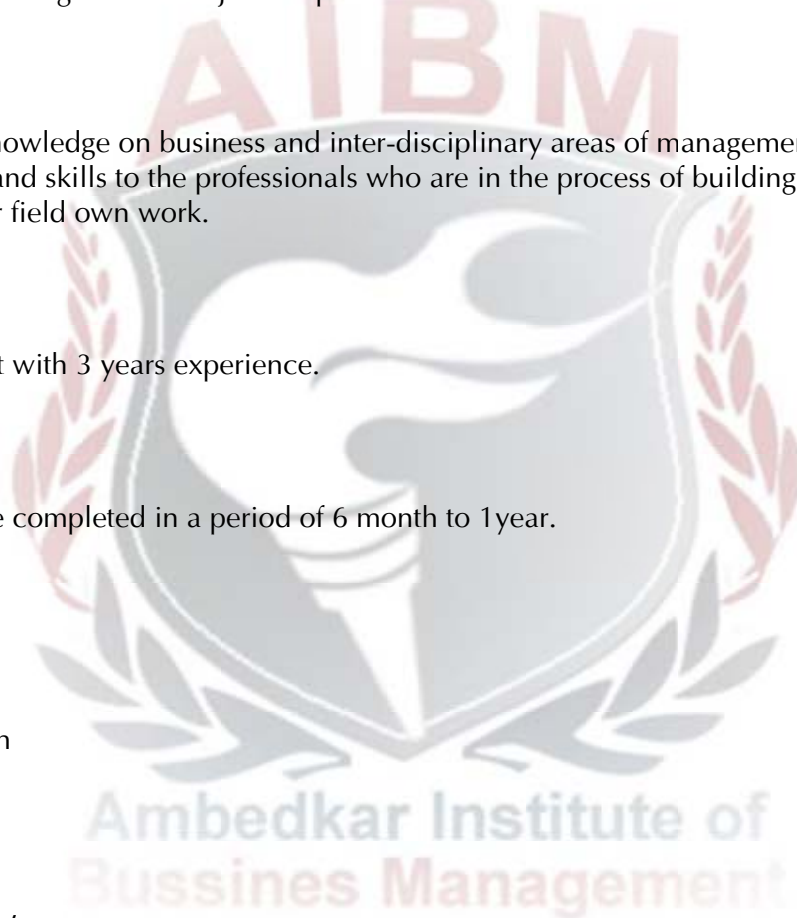 AIBM
nowledge on business and inter-disciplinary areas of managemen
and skills to the professionals who are in the process of building
field own work.
t with 3 years experience.
e completed in a period of 6 month to 1year.
n
Ambedkar Institute of
Bussines Management